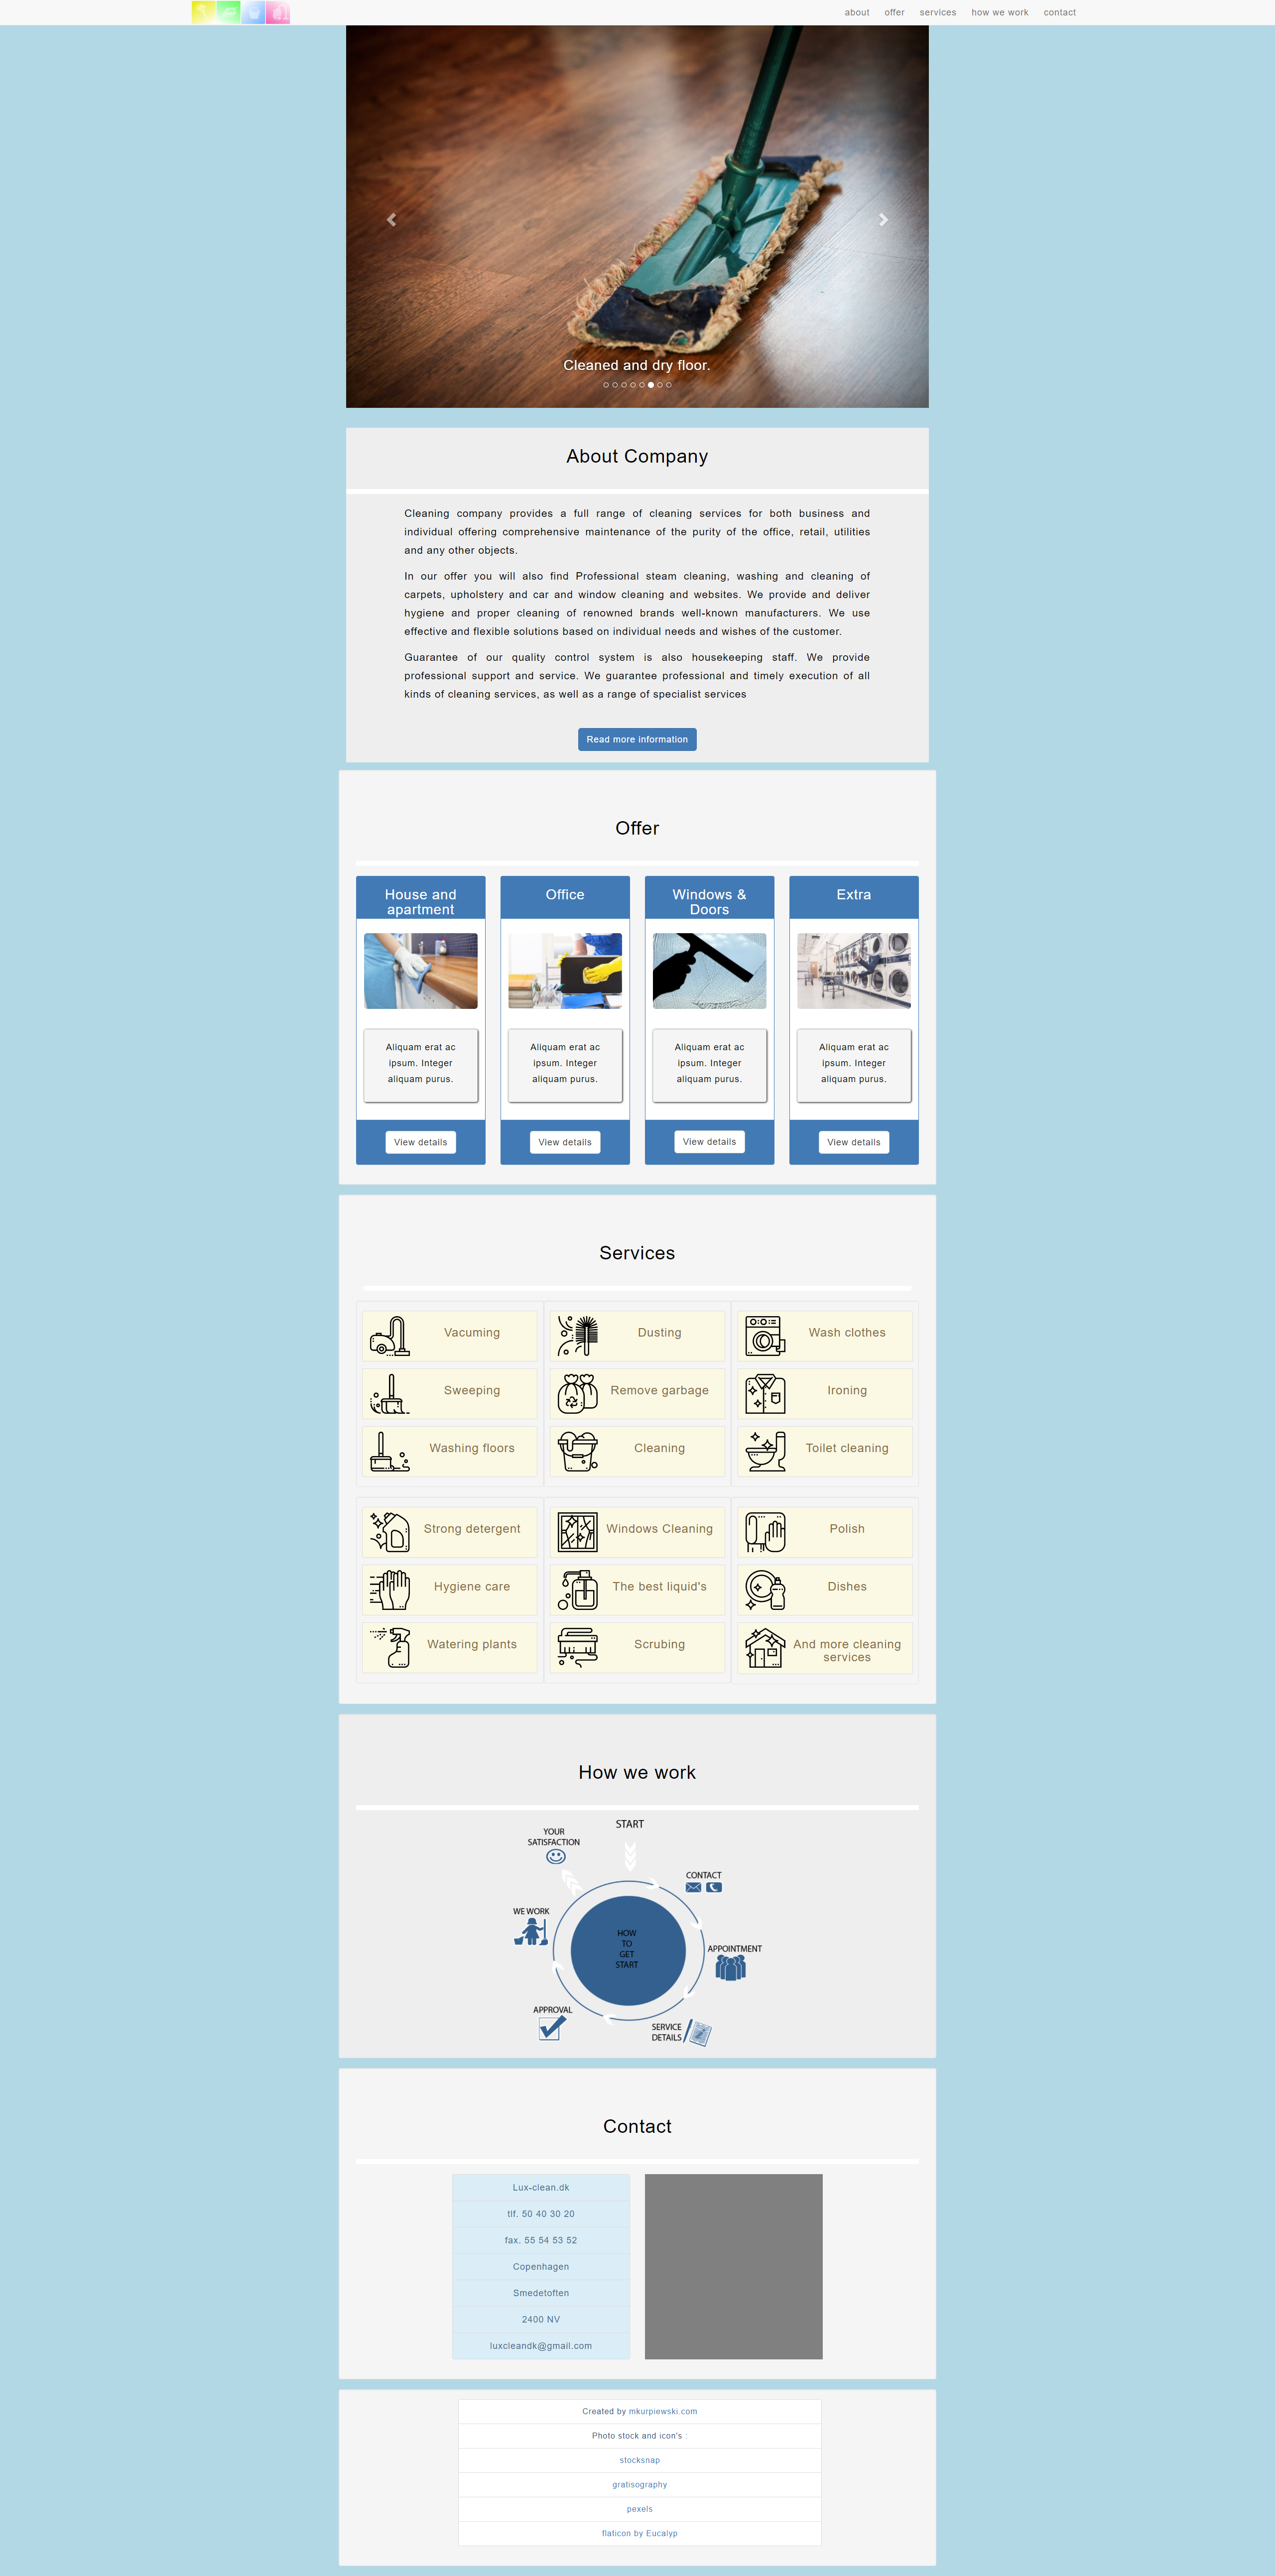 about offer services how we work contact
Cleaned and dry floor.
About Company
Cleaning company provides a full range of cleaning services for both business and
individual offering comprehensive maintenance of the purity of the office, retail, utilities
and any other objects.
In our offer you will also find Professional steam cleaning, washing and cleaning of
carpets, upholstery and car and window cleaning and websites. We provide and deliver
hygiene and proper cleaning of renowned brands well-known manufacturers. We use
effective and flexible solutions based on individual needs and wishes of the customer.
Guarantee of our quality control system is also housekeeping staff. We provide
professional support and service. We guarantee professional and timely execution of all
kinds of cleaning services, as well as a range of specialist services
Read more information
Offer
House and
apartment
Aliquam erat ac
ipsum. Integer
aliquam purus.
View details
Office
Aliquam erat ac
ipsum. Integer
aliquam purus.
View details
Windows &
Doors
Aliquam erat ac
ipsum. Integer
aliquam purus.
View details
Extra
Aliquam erat ac
ipsum. Integer
aliquam purus.
View details
Services
Vacuming
Sweeping
Washing floors
Dusting
Remove garbage
Cleaning
Wash clothes
Ironing
Toilet cleaning
Strong detergent
Hygiene care
Watering plants
Windows Cleaning
The best liquid's
Scrubing
Polish
Dishes
And more cleaning
services
How we work
START
CONTACT
APPOINTMENT
SERVICE
DETAILS
APPROVAL
WE WORK
YOUR
SATISFACTION
HOW
TO
GET
START
Contact
Lux-clean.dk
tlf. 50 40 30 20
fax. 55 54 53 52
Copenhagen
Smedetoften
2400 NV
luxcleandk@gmail.com
Created by mkurpiewski.com
Photo stock and icon's :
stocksnap
gratisography
pexels
flaticon by Eucalyp